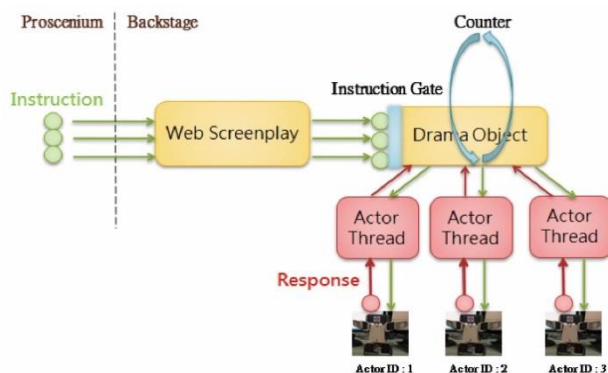 Proscenium
Backstage
Counter
Instruction
Instruction Gate
Web Screenplay
Drama Object
Actor
Thread
Actor
Thread
Actor
Thread
Response
Actor ID : 1
Actor ID : 2
Actor ID : 3